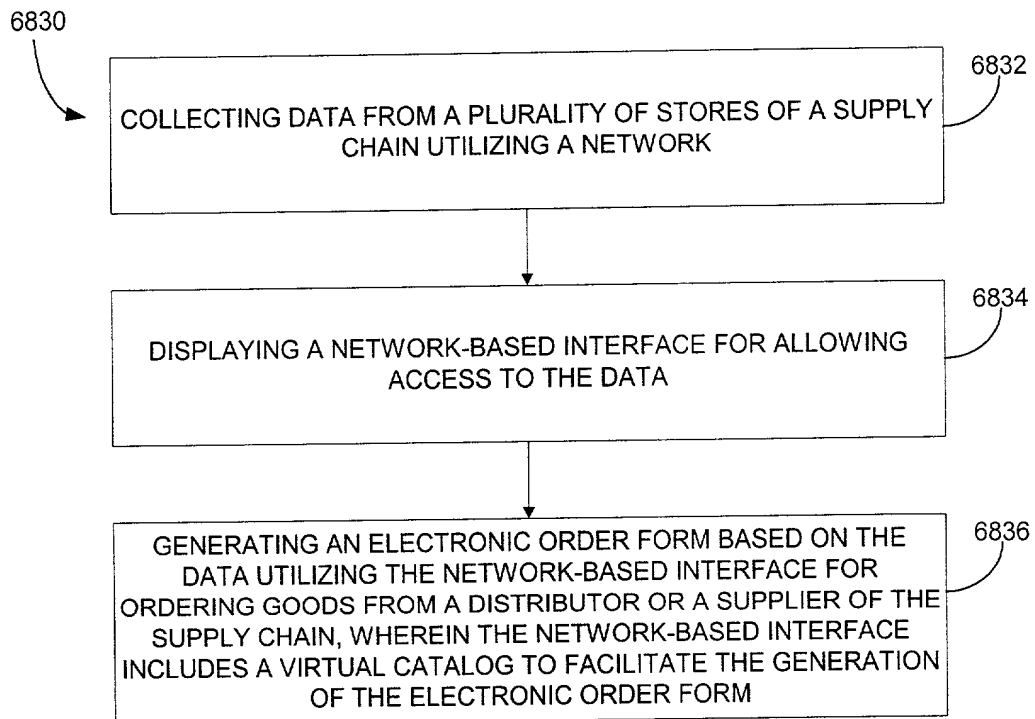 6830
6832
COLLECTING DATA FROM A PLURALITY OF STORES OF A SUPPLY
CHAIN UTILIZING A NETWORK
6834
DISPLAYING A NETWORK-BASED INTERFACE FOR ALLOWING
ACCESS TO THE DATA
6836
GENERATING AN ELECTRONIC ORDER FORM BASED ON THE
DATA UTILIZING THE NETWORK-BASED INTERFACE FOR
ORDERING GOODS FROM A DISTRIBUTOR OR A SUPPLIER OF THE
SUPPLY CHAIN, WHEREIN THE NETWORK-BASED INTERFACE
INCLUDES A VIRTUAL CATALOG TO FACILITATE THE GENERATION
OF THE ELECTRONIC ORDER FORM